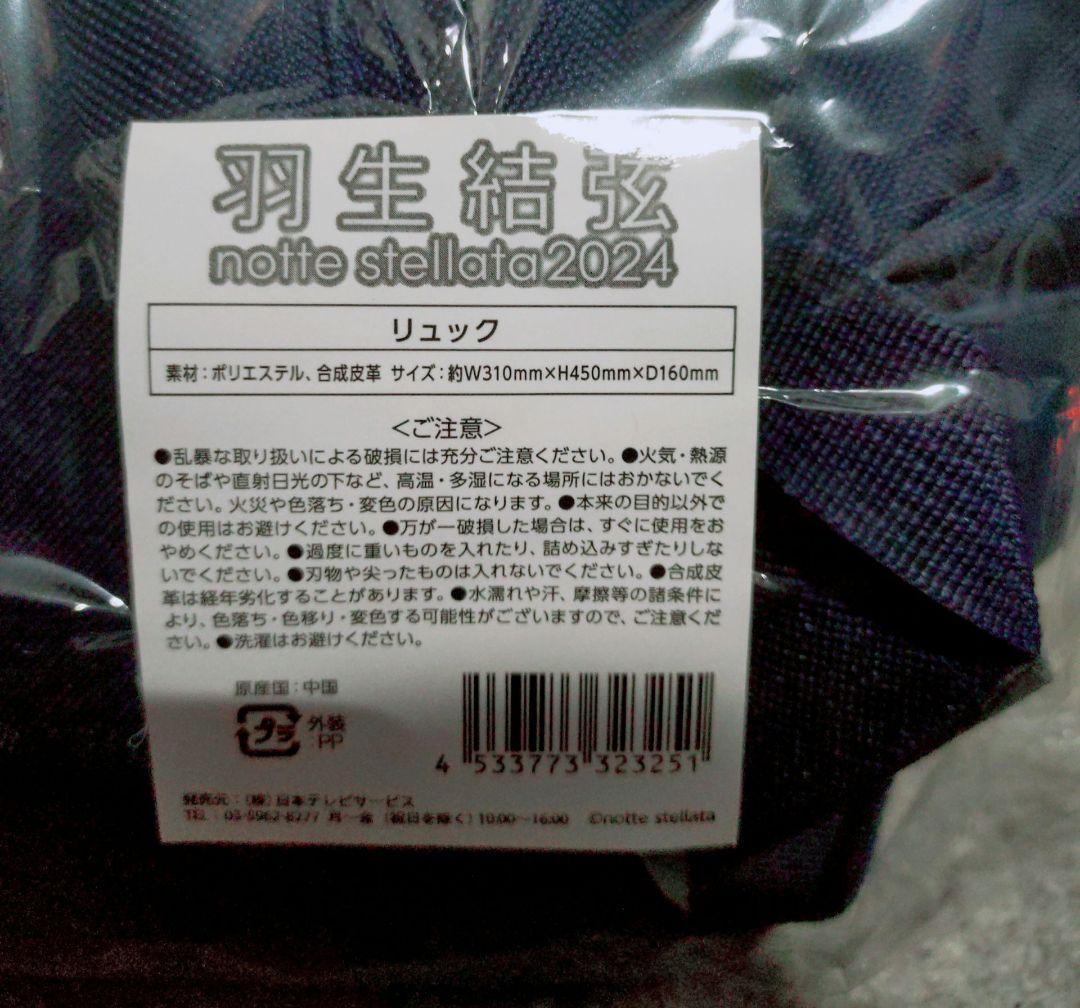 羽生結弦
notte stellata2024
リュック
素材：ポリエステル、合成皮革 サイズ：約W310mm×H450mm×D160mm
<ご注意>
●乱暴な取り扱いによる破損には充分ご注意ください。●火気・熱源
のそばや直射日光の下など、高温・多湿になる場所にはおかないでく
ださい。火災や色落ち・変色の原因になります。●本来の目的以外で
の使用はお避けください。●万が一破損した場合は、すぐに使用をお
やめください。●過度に重いものを入れたり、詰め込みすぎたりしな
いでください。●刃物や尖ったものは入れないでください。●合成皮
革は経年劣化することがあります。●水濡れや汗、摩擦等の諸条件に
より、色落ち・色移り・変色する可能性がございますので、ご注意くだ
さい。●洗濯はお避けください。
原産国：中国
プラ 外装
:PP
4 533773 323251
発売元：(株)日本テレビサービス
TEL：03-5962-8277 月～金 (祝日を除く) 10:00～16:00 ©notte stellata